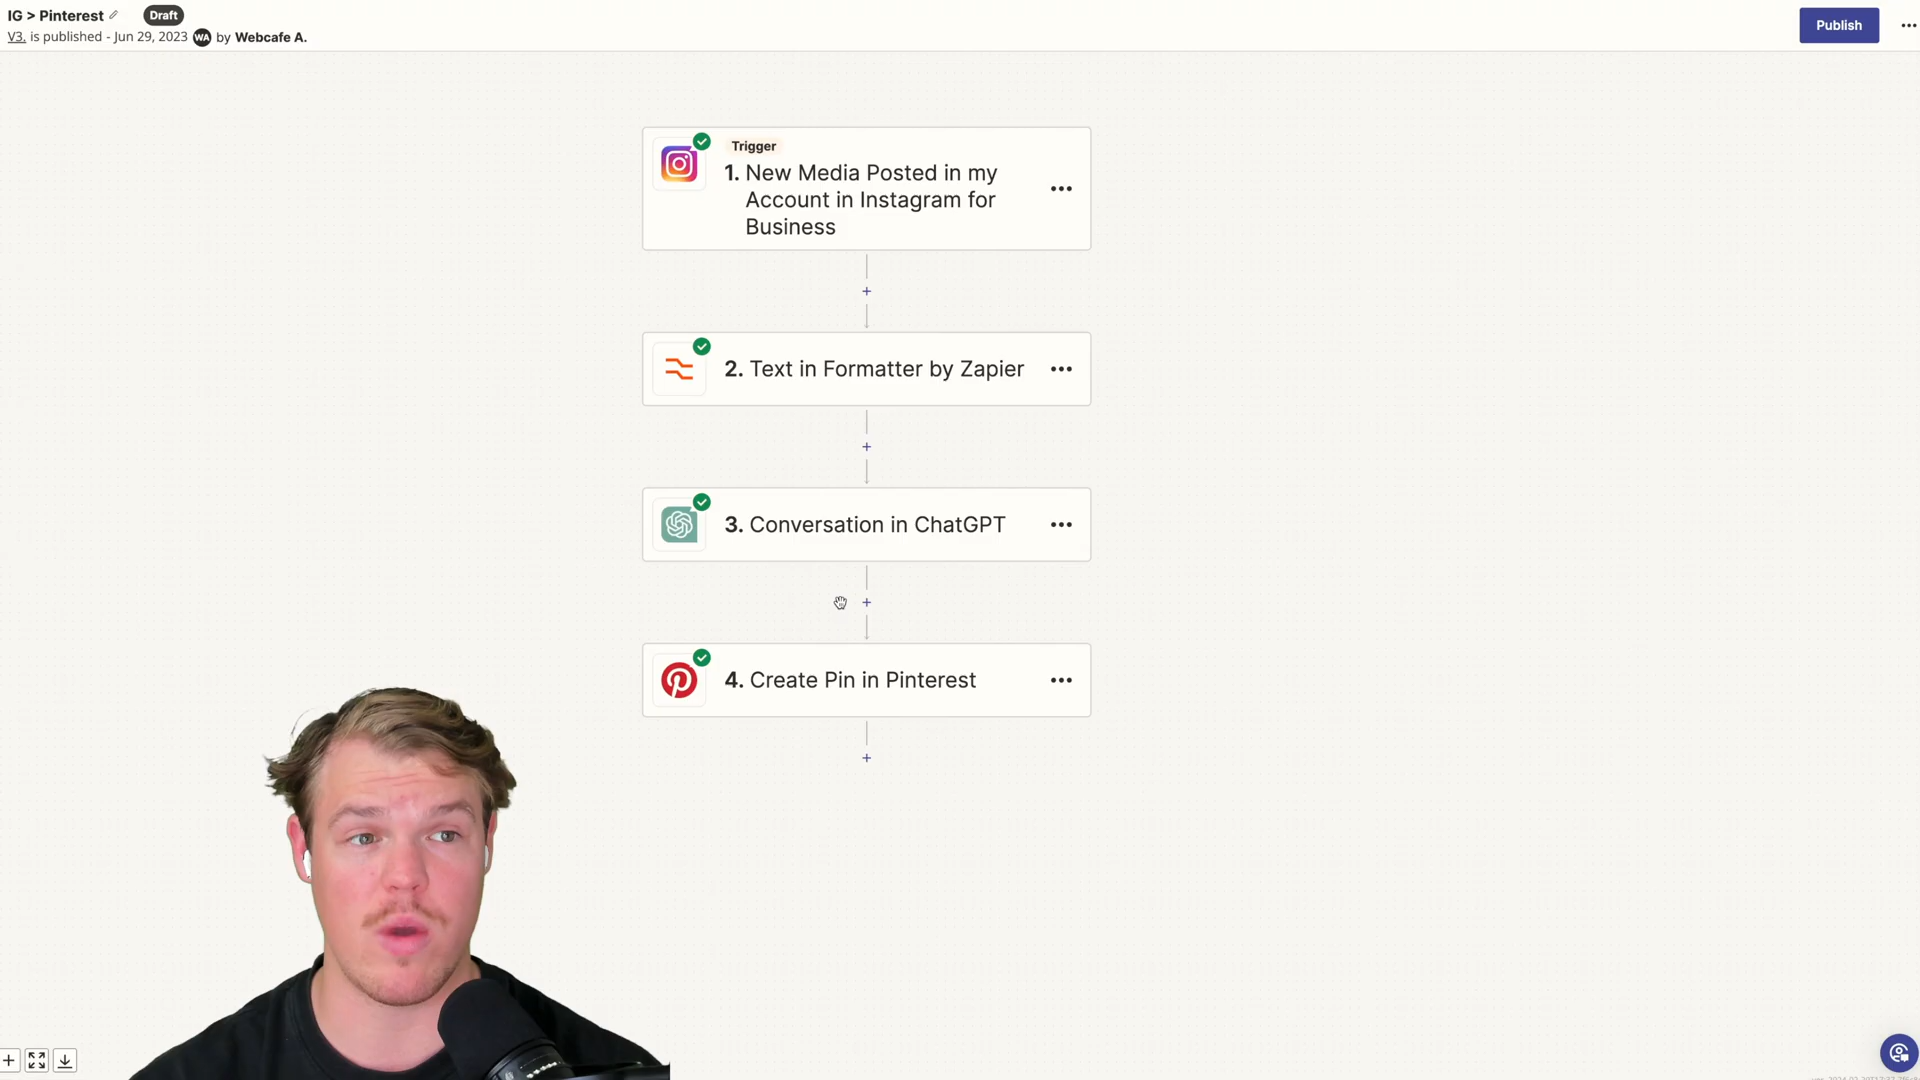 IG > Pinterest
Draft
V3. is published - Jun 29, 2023 WA by Webcafe A.
Publish
Trigger
1. New Media Posted in my
Account in Instagram for
Business
2. Text in Formatter by Zapier
3. Conversation in ChatGPT
4. Create Pin in Pinterest